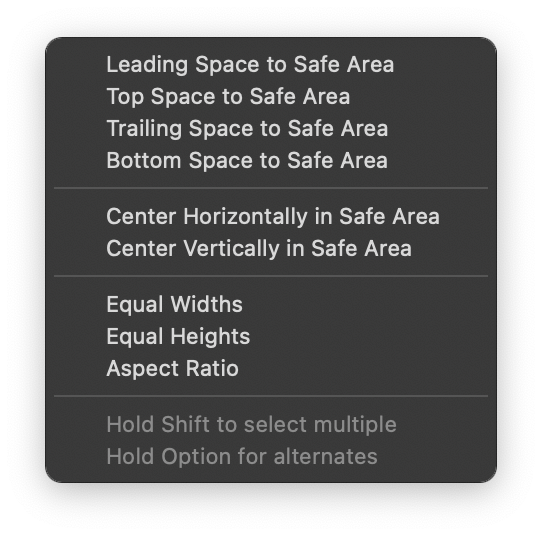 Leading Space to Safe Area
Top Space to Safe Area
Trailing Space to Safe Area
Bottom Space to Safe Area
Center Horizontally in Safe Area
Center Vertically in Safe Area
Equal Widths
Equal Heights
Aspect Ratio
Hold Shift to select multiple
Hold Option for alternates